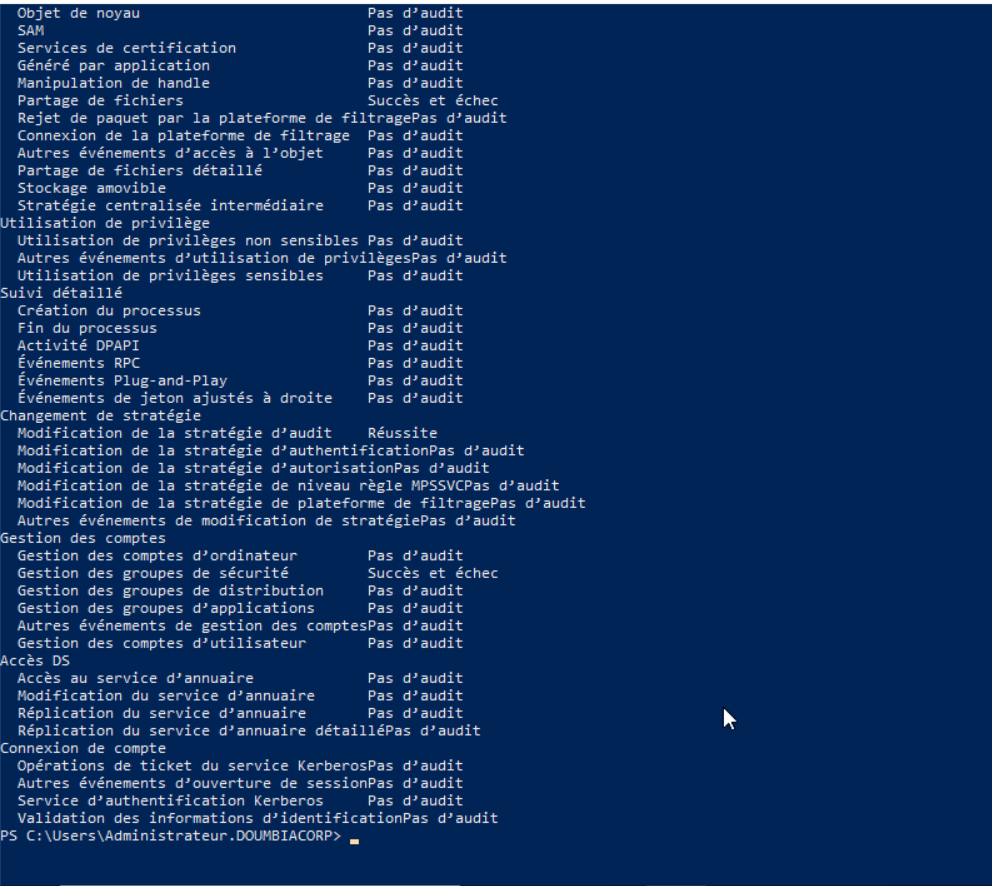 Objet de noyau Pas d'audit
SAM Pas d'audit
Services de certification Pas d'audit
Généré par application Pas d'audit
Manipulation de handle Pas d'audit
Partage de fichiers Succès et échec
Rejet de paquet par la plateforme de filtragePas d'audit
Connexion de la plateforme de filtrage Pas d'audit
Autres événements d'accès à l'objet Pas d'audit
Partage de fichiers détaillé Pas d'audit
Stockage amovible Pas d'audit
Stratégie centralisée intermédiaire Pas d'audit
Utilisation de privilège
Utilisation de privilèges non sensibles Pas d'audit
Autres événements d'utilisation de privilègesPas d'audit
Utilisation de privilèges sensibles Pas d'audit
Suivi détaillé
Création du processus Pas d'audit
Fin du processus Pas d'audit
Activité DPAPI Pas d'audit
Événements RPC Pas d'audit
Événements Plug-and-Play Pas d'audit
Événements de jeton ajustés à droite Pas d'audit
Changement de stratégie
Modification de la stratégie d'audit Réussite
Modification de la stratégie d'authentificationPas d'audit
Modification de la stratégie d'autorisationPas d'audit
Modification de la stratégie de niveau règle MPSSVCPas d'audit
Modification de la stratégie de plateforme de filtragePas d'audit
Autres événements de modification de stratégiePas d'audit
Gestion des comptes
Gestion des comptes d'ordinateur Pas d'audit
Gestion des groupes de sécurité Succès et échec
Gestion des groupes de distribution Pas d'audit
Gestion des groupes d'applications Pas d'audit
Autres événements de gestion des comptesPas d'audit
Gestion des comptes d'utilisateur Pas d'audit
Accès DS
Accès au service d'annuaire Pas d'audit
Modification du service d'annuaire Pas d'audit
Réplication du service d'annuaire Pas d'audit
Réplication du service d'annuaire détailléPas d'audit
Connexion de compte
Opérations de ticket du service KerberosPas d'audit
Autres événements d'ouverture de sessionPas d'audit
Service d'authentification Kerberos Pas d'audit
Validation des informations d'identificationPas d'audit
PS C:\Users\Administrateur.DOUMBIACORP> _